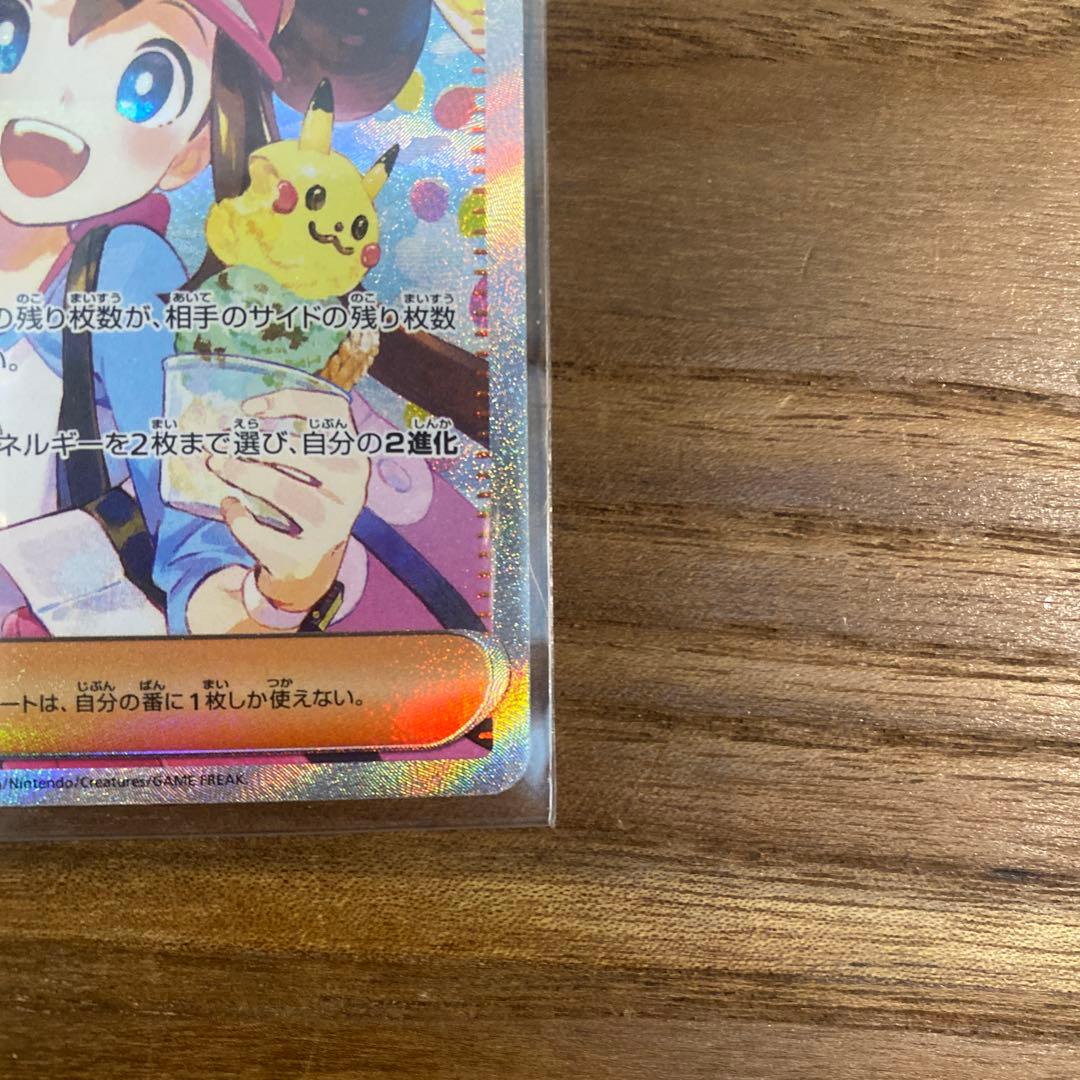 の残り枚数が、相手のサイドの残り枚数
い。
ネルギーを2枚まで選び、自分の2進化
ートは、自分の番に1枚しか使えない。
/Nintendo/Creatures/GAME FREAK.